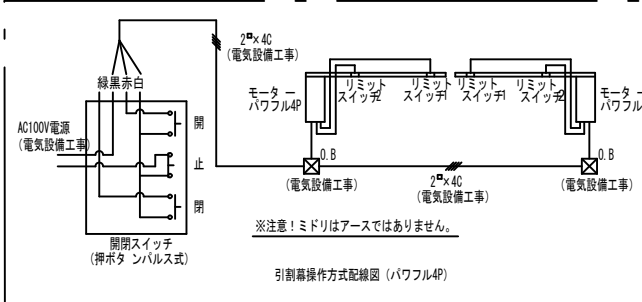 2□×4C
(電気設備工事)
緑黒赤白
AC100V電源
(電気設備工事)
開
止
閉
開閉スイッチ
(押ボタンパルス式)
モーター
パワフル4P
リミット
スイッチ2
リミット
スイッチ1
リミット
スイッチ1
リミット
スイッチ2
モーター
パワフル4P
O.B
(電気設備工事)
2□×4C
(電気設備工事)
O.B
(電気設備工事)
※注意！ミドリはアースではありません。
引割幕操作方式配線図（パワフル4P）